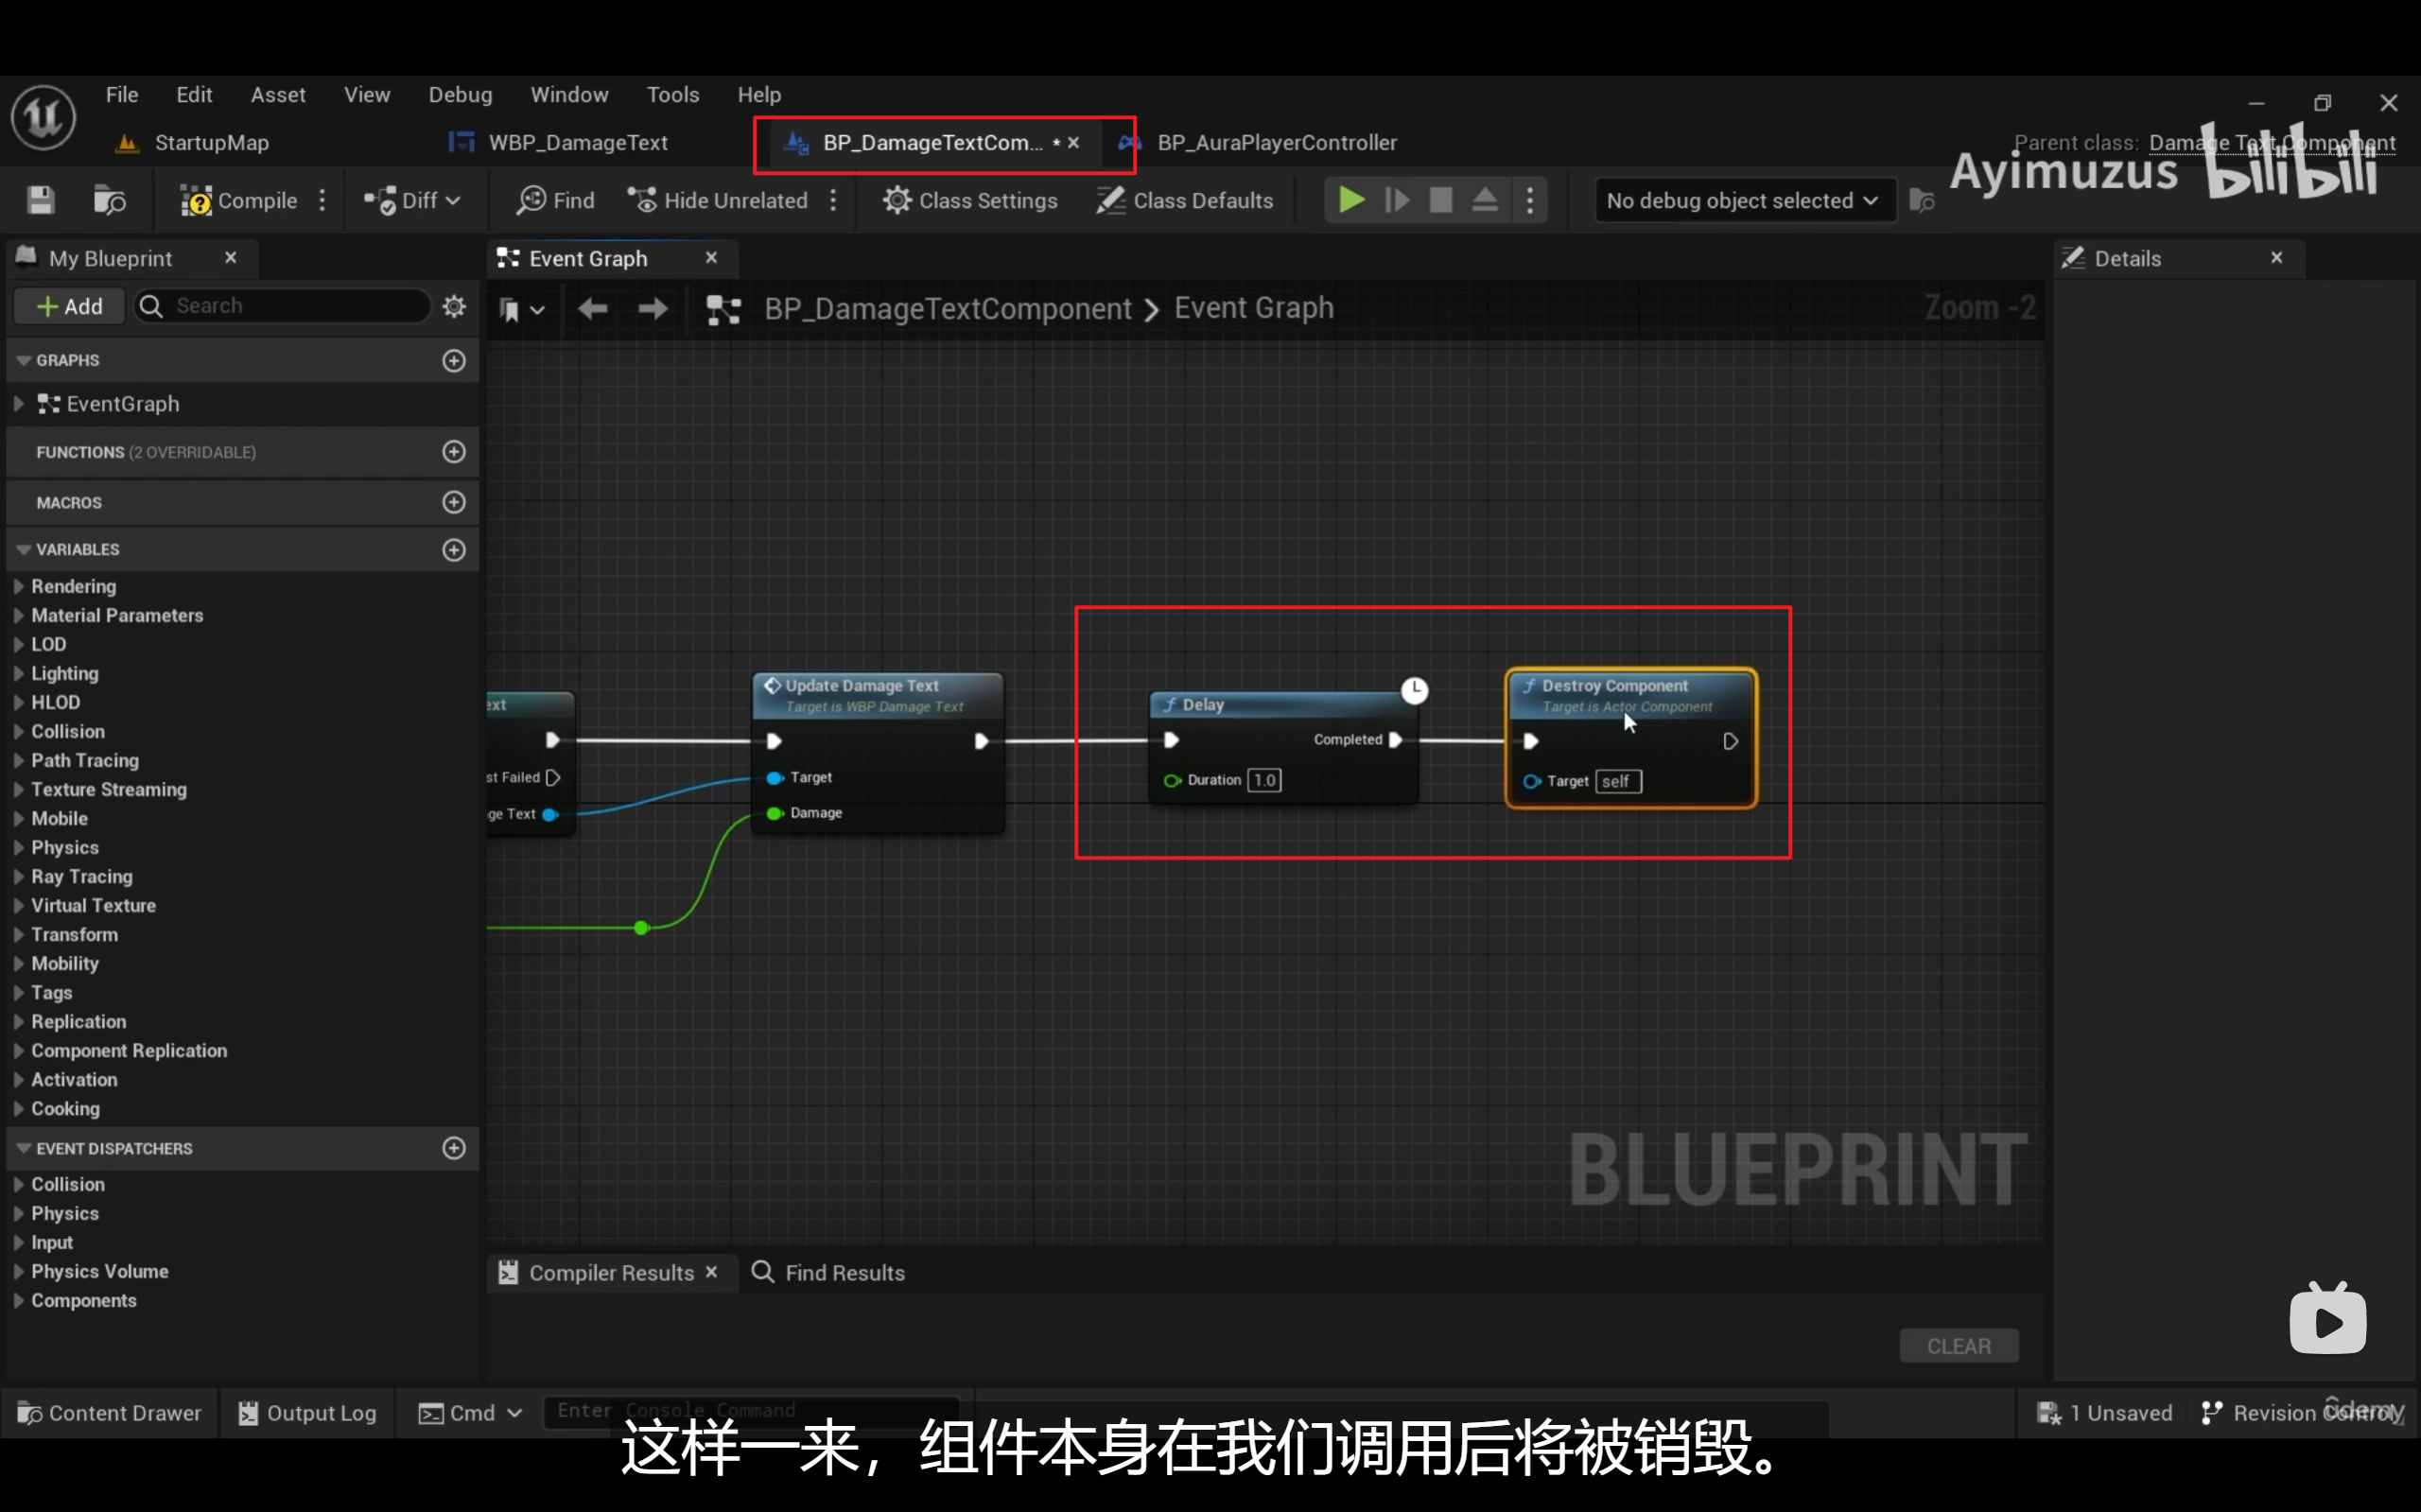 File Edit Asset View Debug Window Tools Help
StartupMap WBP_DamageText BP_DamageTextCom... * BP_AuraPlayerController Parent class: Damage Text Component
Ayimuzus bilibili
Compile Diff Find Hide Unrelated Class Settings Class Defaults No debug object selected
My Blueprint Event Graph Details
Add Search BP_DamageTextComponent > Event Graph Zoom -2
GRAPHS
EventGraph
FUNCTIONS (2 OVERRIDABLE)
MACROS
VARIABLES
Rendering
Material Parameters
LOD
Lighting
HLOD
Collision
Path Tracing
Texture Streaming
Mobile
Physics
Ray Tracing
Virtual Texture
Transform
Mobility
Tags
Replication
Component Replication
Activation
Cooking
EVENT DISPATCHERS
Collision
Physics
Input
Physics Volume
Components
ext
st Failed
ge Text
Update Damage Text
Target is WBP Damage Text
Target
Damage
Delay
Completed
Duration 1.0
Destroy Component
Target is Actor Component
Target self
BLUEPRINT
Compiler Results Find Results
CLEAR
Content Drawer Output Log Cmd Enter Console Command 1 Unsaved Revision Control
ûdemy
这样一来，组件本身在我们调用后将被销毁。